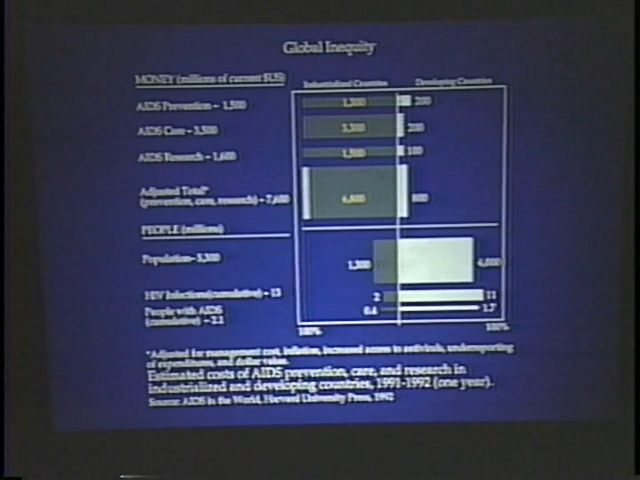 Global Inequity
MONEY (millions of current $US)
Industrialized Countries
Developing Countries
AIDS Prevention - 1,500
1,300
200
AIDS Care - 3,500
3,300
200
AIDS Research - 1,600
1,500
100
Adjusted Total*
(prevention, care, research) - 7,600
6,800
800
PEOPLE (millions)
Population - 5,300
1,300
4,000
HIV Infections (cumulative) - 13
2
11
People with AIDS
(cumulative) - 2.1
0.4
1.7
100%
100%
*Adjusted for management cost, inflation, increased access to antivirals, underreporting
of expenditures, and dollar value.
Estimated costs of AIDS prevention, care, and research in
industrialized and developing countries, 1991-1992 (one year).
Source: AIDS in the World, Harvard University Press, 1992